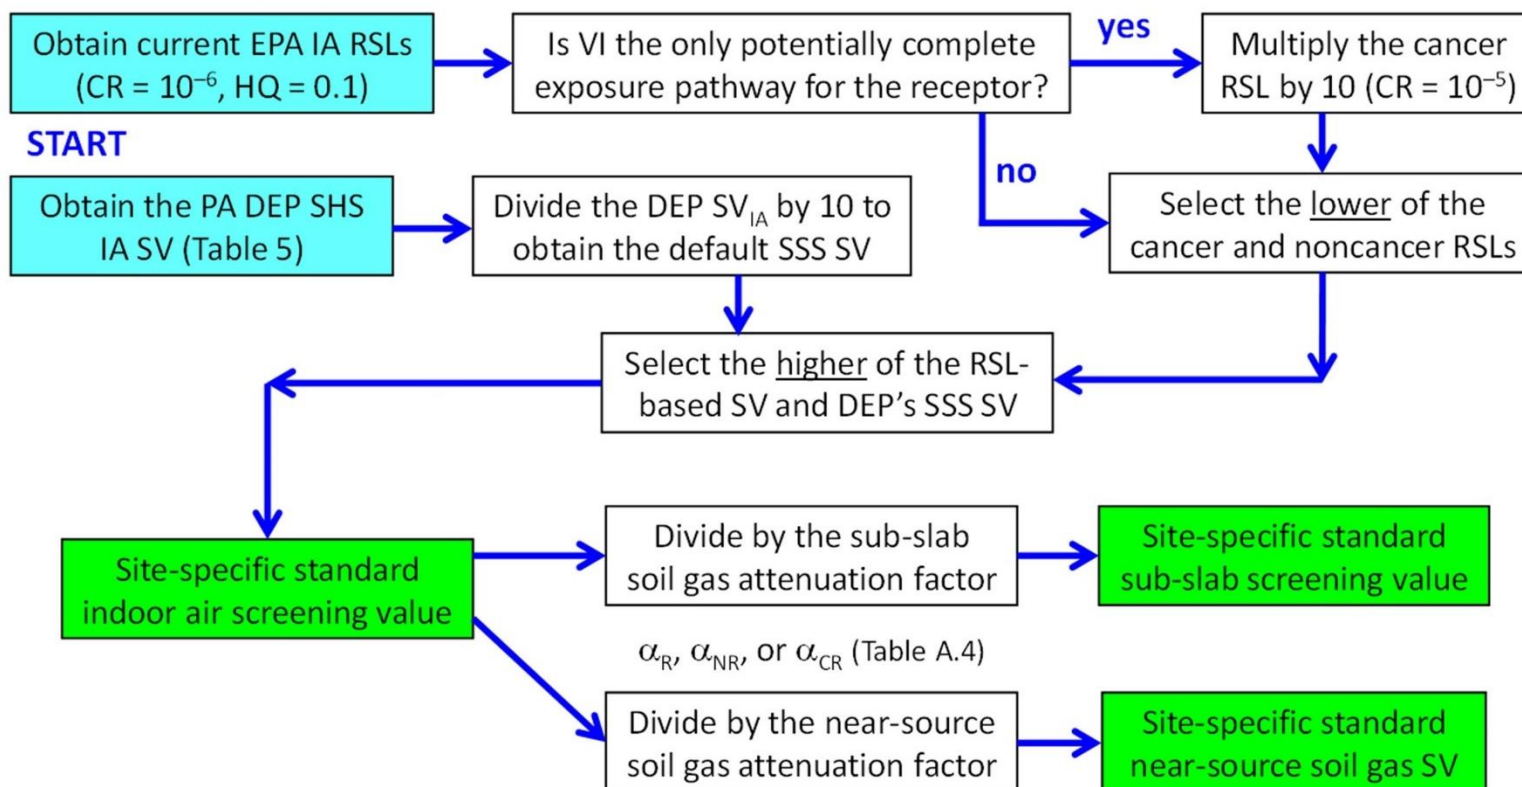 Obtain current EPA IA RSLs
(CR = 10⁻⁶, HQ = 0.1)
Is VI the only potentially complete
exposure pathway for the receptor?
yes
Multiply the cancer
RSL by 10 (CR = 10⁻⁵)
START
no
Obtain the PA DEP SHS
IA SV (Table 5)
Divide the DEP SV_IA by 10 to
obtain the default SSS SV
Select the lower of the
cancer and noncancer RSLs
Select the higher of the RSL-
based SV and DEP’s SSS SV
Site-specific standard
indoor air screening value
Divide by the sub-slab
soil gas attenuation factor
Site-specific standard
sub-slab screening value
α_R, α_NR, or α_CR (Table A.4)
Divide by the near-source
soil gas attenuation factor
Site-specific standard
near-source soil gas SV